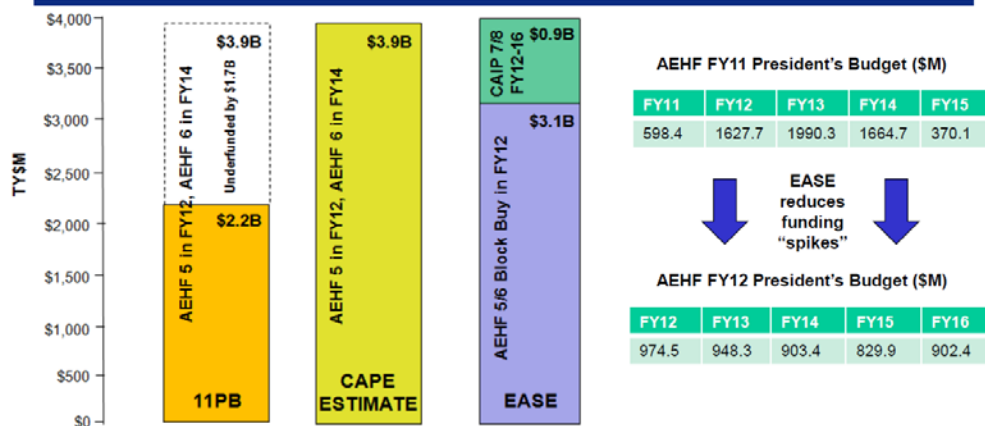 $4,000
$3,500
$3,000
$2,500
$2,000
$1,500
$1,000
$500
$0
TY$M
$3.9B
AEHF 5 in FY12, AEHF 6 in FY14
Underfunded by $1.7B
$2.2B
11PB
$3.9B
AEHF 5 in FY12, AEHF 6 in FY14
CAPE
ESTIMATE
CAIP 7/8
FY12-16
$0.9B
$3.1B
AEHF 5/6 Block Buy in FY12
EASE
AEHF FY11 President's Budget ($M)
FY11 FY12 FY13 FY14 FY15
598.4 1627.7 1990.3 1664.7 370.1
EASE
reduces
funding
"spikes"
AEHF FY12 President's Budget ($M)
FY12 FY13 FY14 FY15 FY16
974.5 948.3 903.4 829.9 902.4